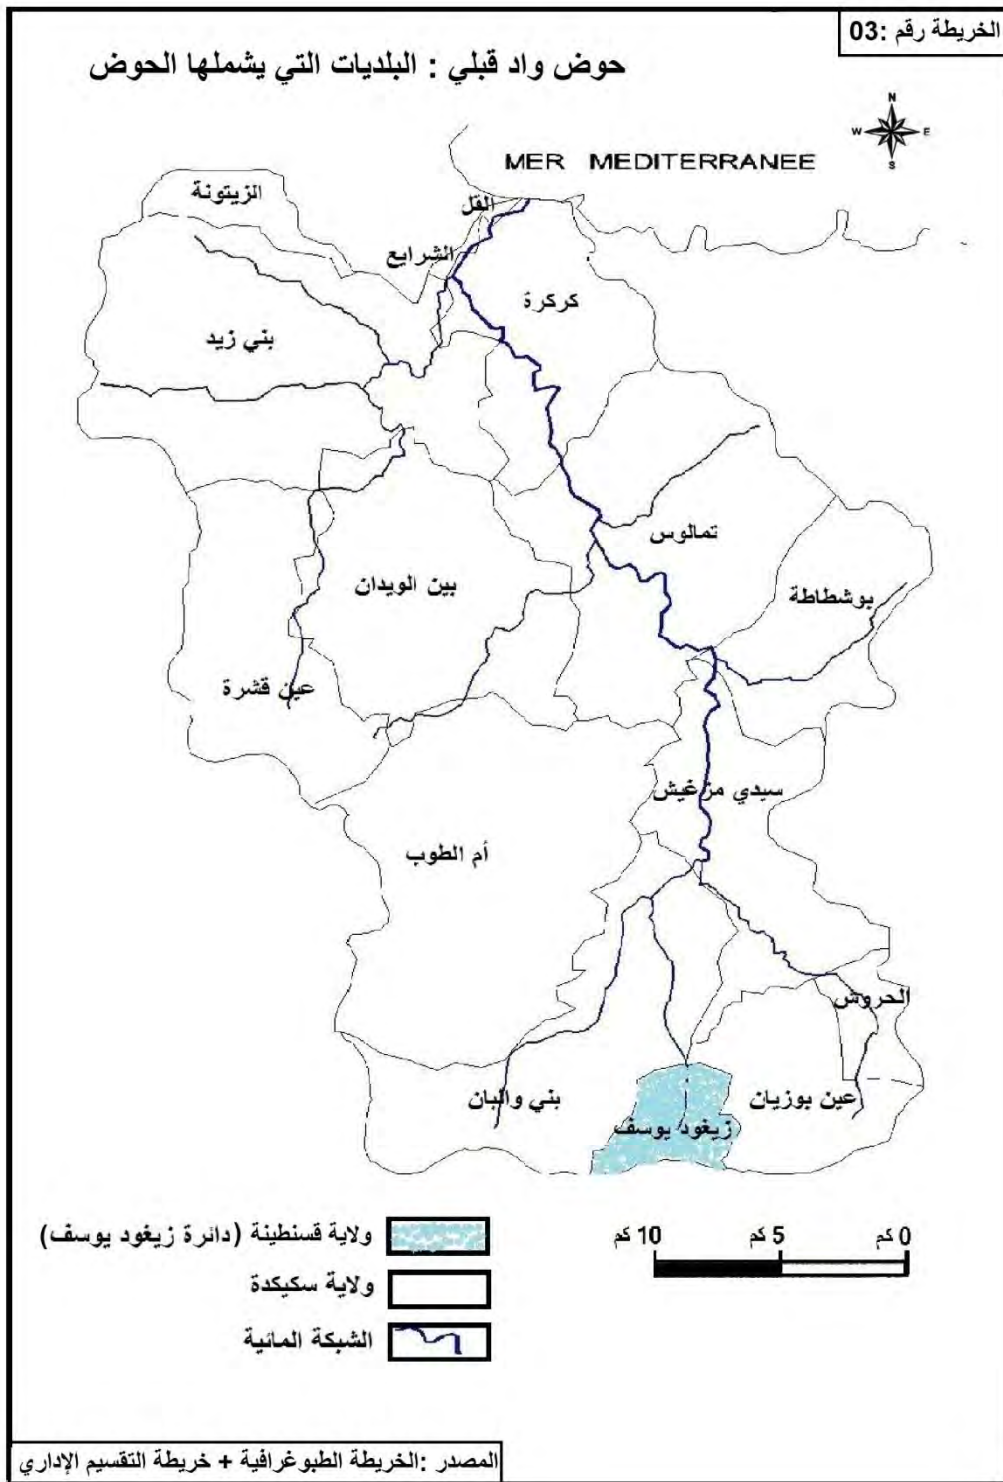 الخريطة رقم :03
حوض واد قبلي : البلديات التي يشملها الحوض
N
W E
S
MER MEDITERRANEE
الزيتونة
القل
الشرايع
كركرة
بني زيد
تمالوس
بين الويدان
بوشطاطة
عين قشرة
سيدي مزغيش
أم الطوب
الحروش
بني والبان
عين بوزيان
زيغود يوسف
ولاية قسنطينة (دائرة زيغود يوسف)
ولاية سكيكدة
الشبكة المائية
0 كم 5 كم 10 كم
المصدر :الخريطة الطبوغرافية + خريطة التقسيم الإداري